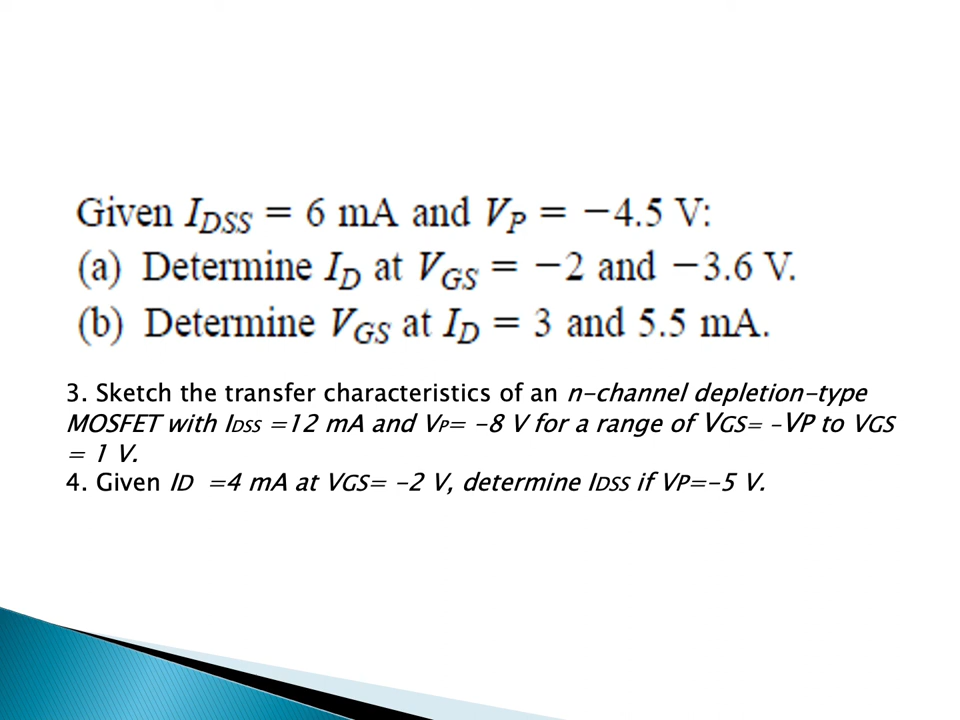 Given IDSS = 6 mA and VP = −4.5 V:
(a) Determine ID at VGS = −2 and −3.6 V.
(b) Determine VGS at ID = 3 and 5.5 mA.
3. Sketch the transfer characteristics of an n-channel depletion-type
MOSFET with IDSS =12 mA and VP= -8 V for a range of VGS= -VP to VGS
= 1 V.
4. Given ID =4 mA at VGS= -2 V, determine IDSS if VP=-5 V.